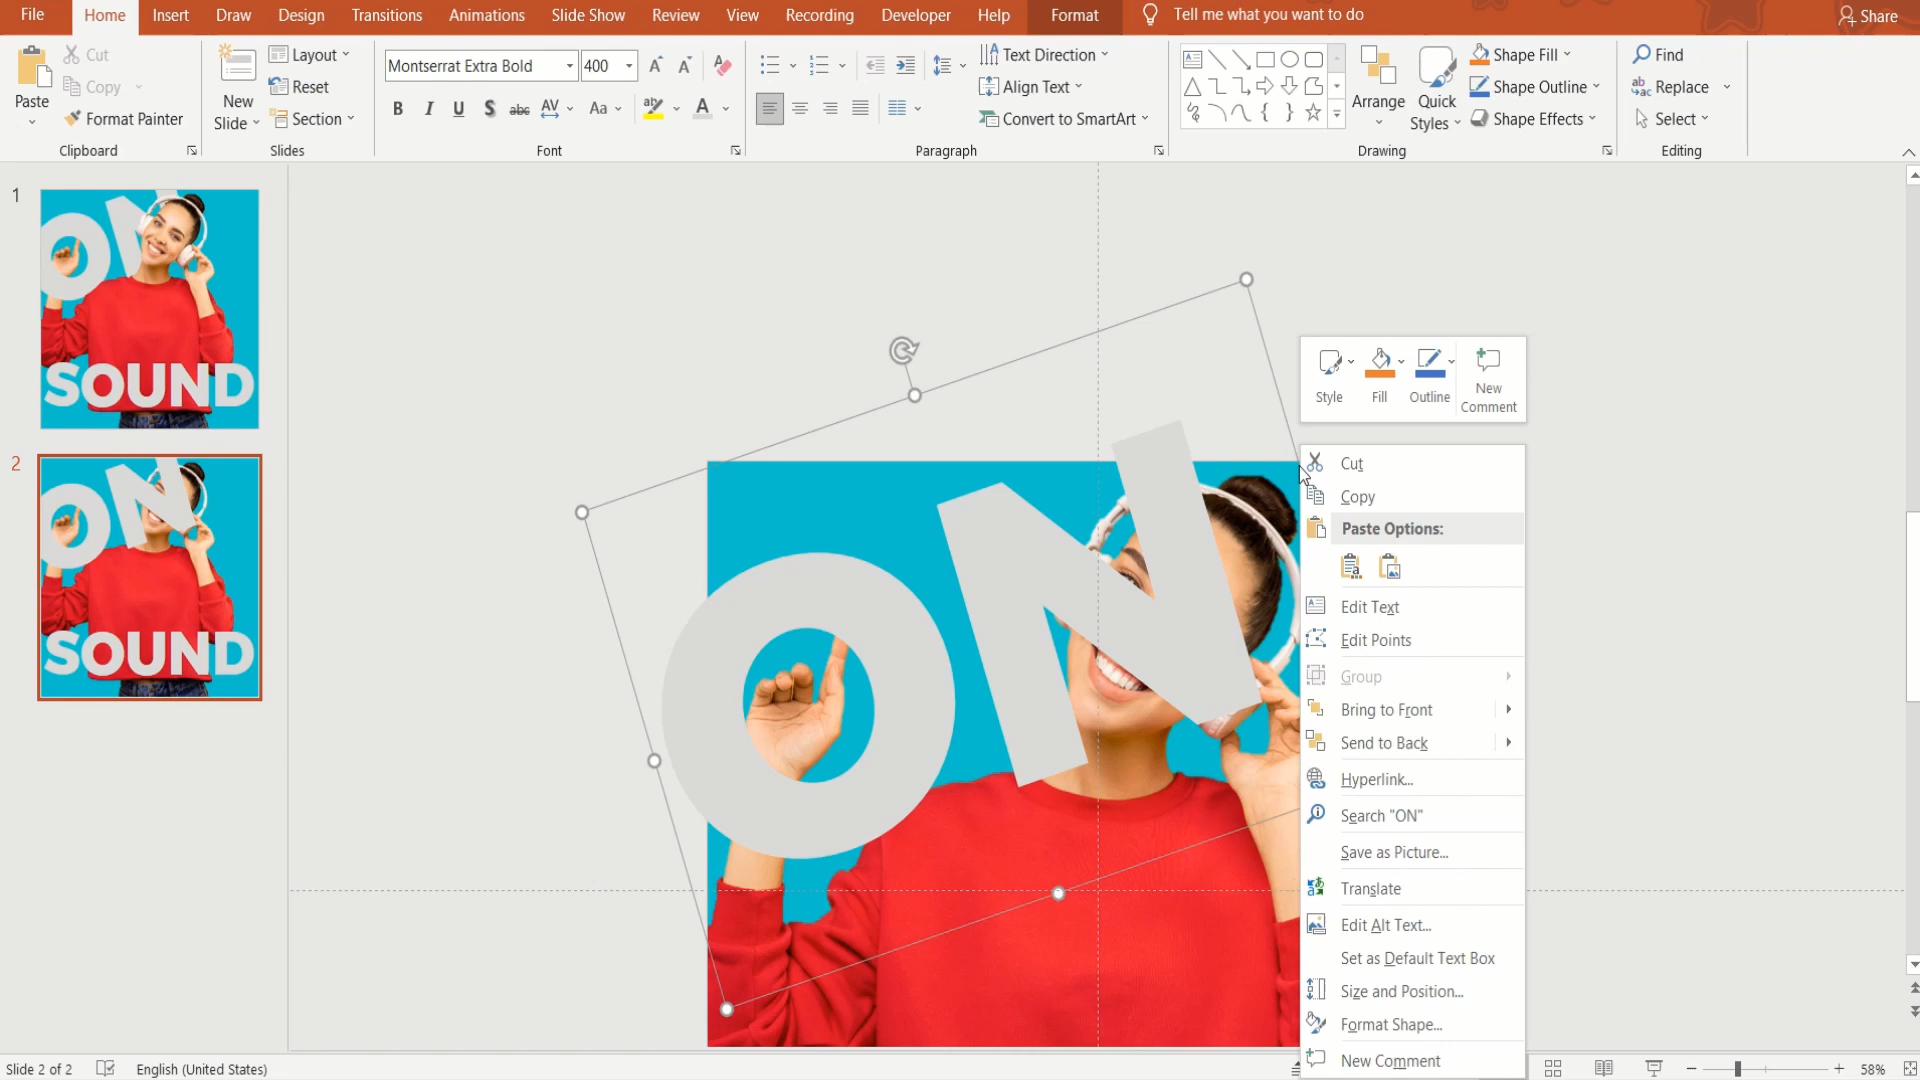 File Home Insert Draw Design Transitions Animations Slide Show Review View Recording Developer Help Format Tell me what you want to do Share
Paste
Cut
Copy
Format Painter
Clipboard
New
Slide
Layout
Reset
Section
Slides
Montserrat Extra Bold 400
B I U S abc AV Aa ab A
Font
Text Direction
Align Text
Convert to SmartArt
Paragraph
Arrange
Quick
Styles
Shape Fill
Shape Outline
Shape Effects
Drawing
Find
Replace
Select
Editing
1
ON
SOUND
2
ON
SOUND
ON
Style
Fill
Outline
New
Comment
Cut
Copy
Paste Options:
Edit Text
Edit Points
Group
Bring to Front
Send to Back
Hyperlink...
Search "ON"
Save as Picture...
Translate
Edit Alt Text...
Set as Default Text Box
Size and Position...
Format Shape...
New Comment
Slide 2 of 2 English (United States) 58%